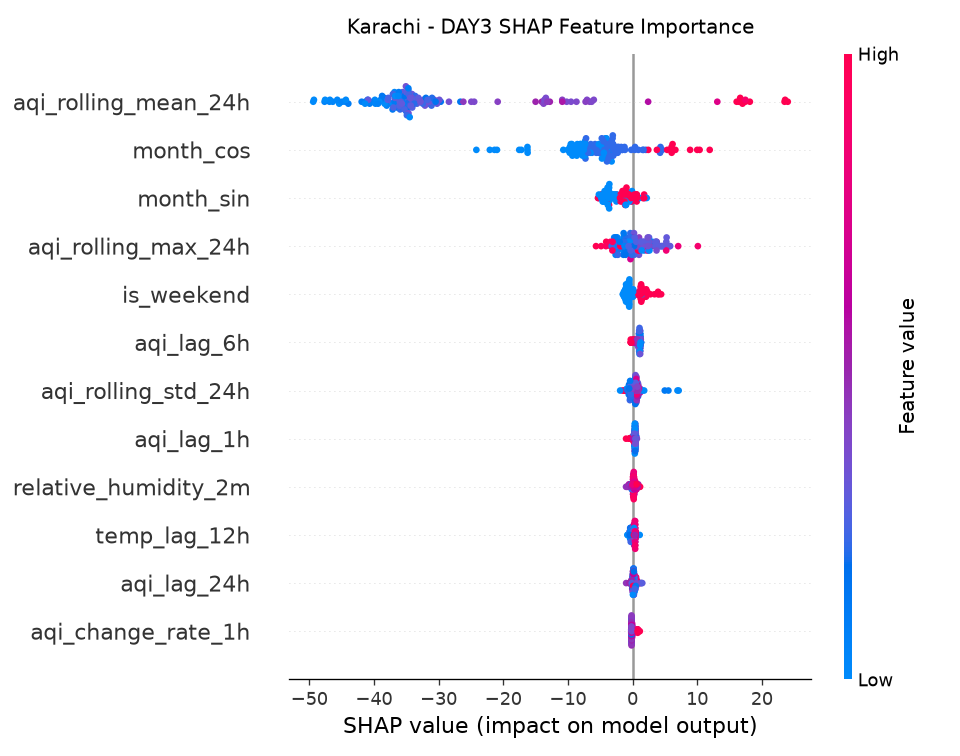 Karachi - DAY3 SHAP Feature Importance
High
aqi_rolling_mean_24h
month_cos
month_sin
aqi_rolling_max_24h
is_weekend
aqi_lag_6h
aqi_rolling_std_24h
aqi_lag_1h
relative_humidity_2m
temp_lag_12h
aqi_lag_24h
aqi_change_rate_1h
Feature value
Low
−50 −40 −30 −20 −10 0 10 20
SHAP value (impact on model output)